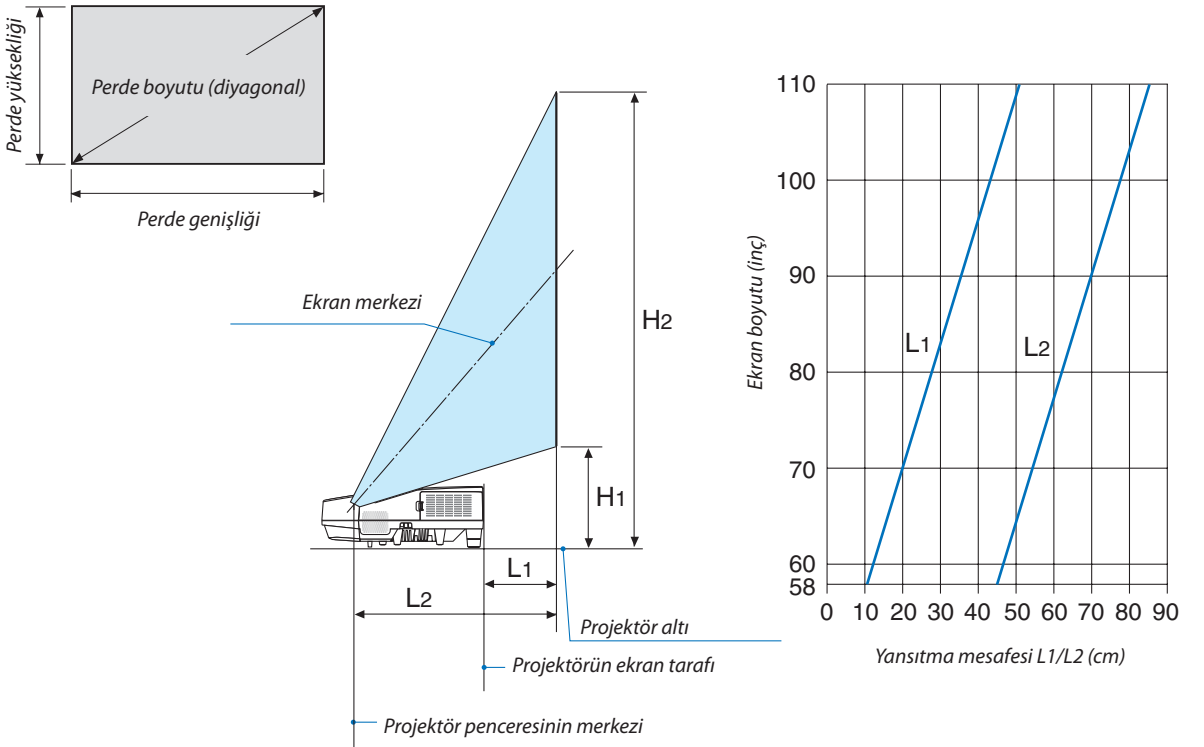 Perde yüksekliği
Perde boyutu (diyagonal)
Perde genişliği
Ekran merkezi
H2
H1
L1
L2
Projektör altı
Projektörün ekran tarafı
Projektör penceresinin merkezi
Ekran boyutu (inç)
110
100
90
80
70
60
58
L1
L2
0 10 20 30 40 50 60 70 80 90
Yansıtma mesafesi L1/L2 (cm)